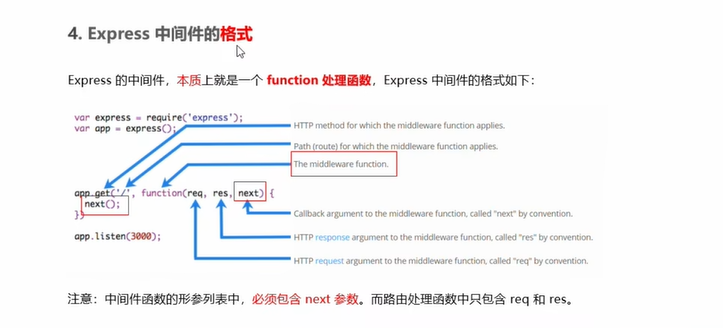 4. Express 中间件的格式
Express 的中间件，本质上就是一个 function 处理函数，Express 中间件的格式如下：
var express = require('express');
var app = express();
HTTP method for which the middleware function applies.
Path (route) for which the middleware function applies.
The middleware function.
app.get('/', function(req, res, next) {
next();
})
Callback argument to the middleware function, called "next" by convention.
app.listen(3000);
HTTP response argument to the middleware function, called "res" by convention.
HTTP request argument to the middleware function, called "req" by convention.
注意：中间件函数的形参列表中，必须包含 next 参数。而路由处理函数中只包含 req 和 res。